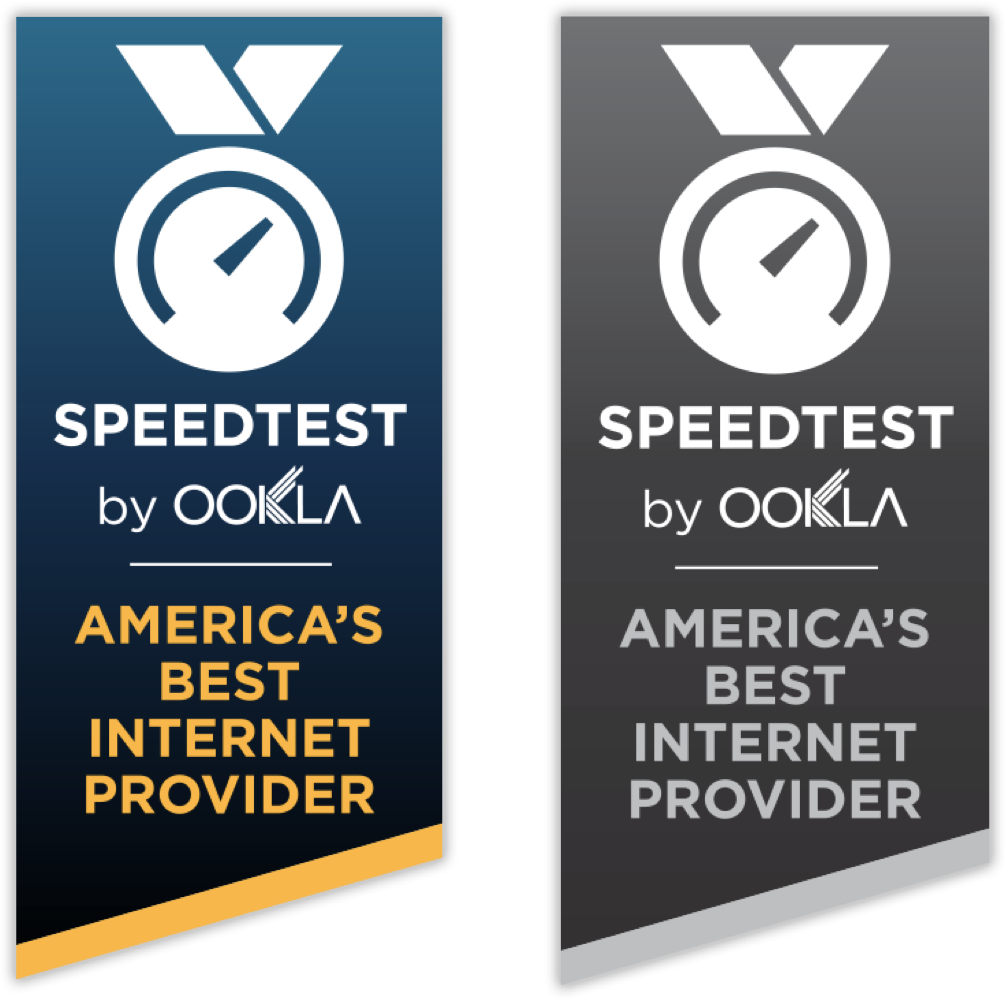 SPEEDTEST
by OOKLA
AMERICA'S
BEST
INTERNET
PROVIDER
SPEEDTEST
by OOKLA
AMERICA'S
BEST
INTERNET
PROVIDER